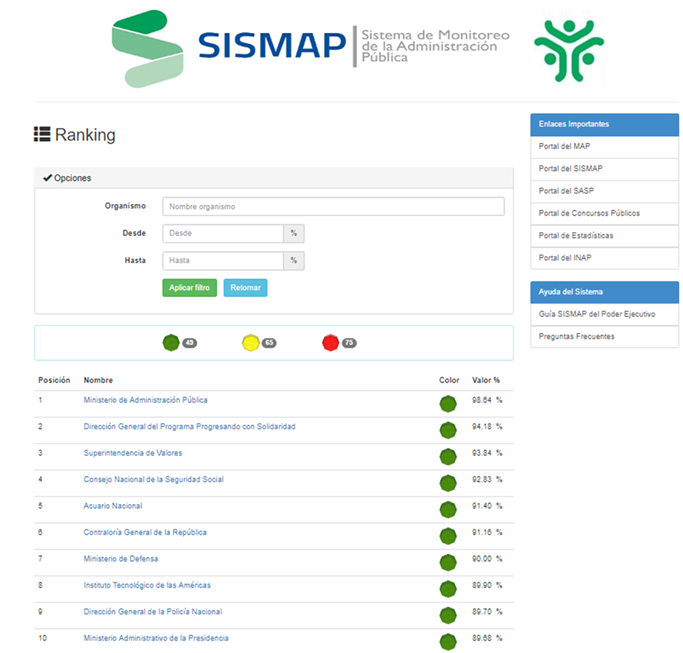 SISMAP
Sistema de Monitoreo
de la Administración
Pública
Ranking
Opciones
Organismo Nombre organismo
Desde Desde %
Hasta Hasta %
Aplicar filtro Retornar
49 65 75
Posición Nombre Color Valor %
1 Ministerio de Administración Pública 98.64 %
2 Dirección General del Programa Progresando con Solidaridad 94.18 %
3 Superintendencia de Valores 93.84 %
4 Consejo Nacional de la Seguridad Social 92.83 %
5 Acuario Nacional 91.40 %
6 Contraloría General de la República 91.16 %
7 Ministerio de Defensa 90.00 %
8 Instituto Tecnológico de las Américas 89.90 %
9 Dirección General de la Policía Nacional 89.70 %
10 Ministerio Administrativo de la Presidencia 89.68 %
Enlaces Importantes
Portal del MAP
Portal del SISMAP
Portal del SASP
Portal de Concursos Públicos
Portal de Estadísticas
Portal del INAP
Ayuda del Sistema
Guía SISMAP del Poder Ejecutivo
Preguntas Frecuentes